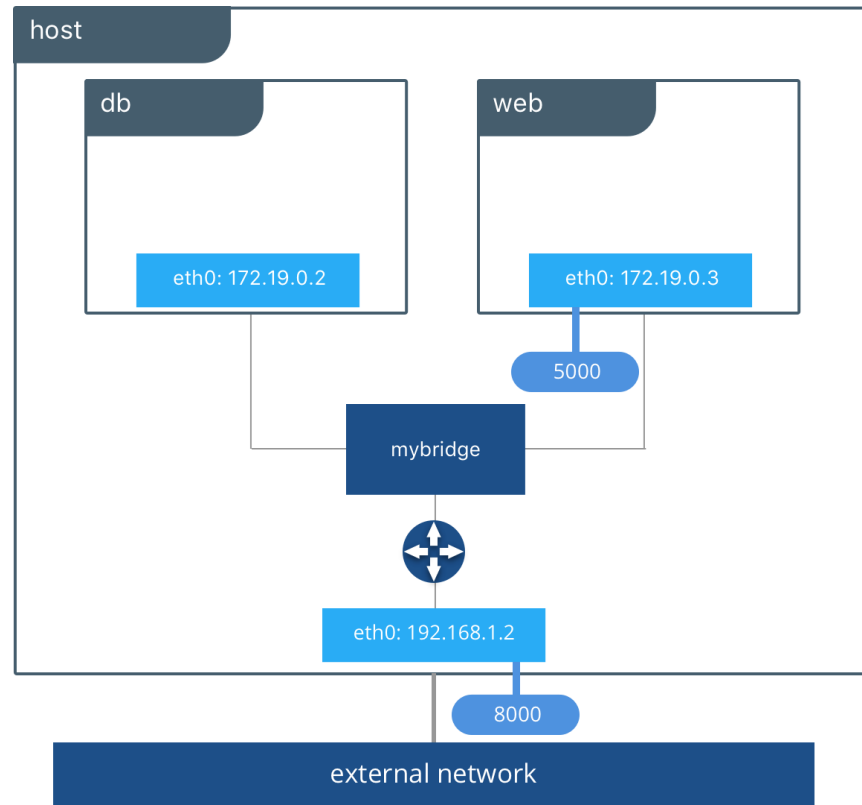 host
db
web
eth0: 172.19.0.2
eth0: 172.19.0.3
5000
mybridge
eth0: 192.168.1.2
8000
external network